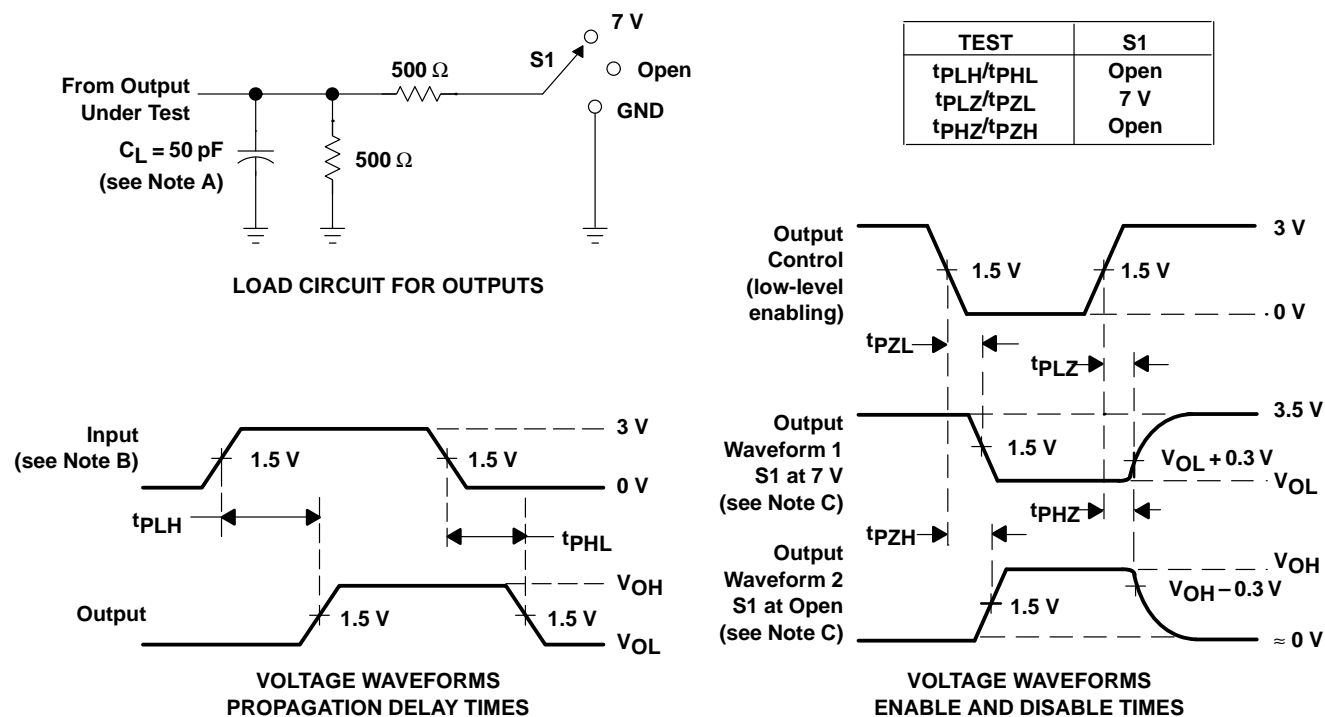 7 V
S1
Open
GND
500 Ω
From Output
Under Test
CL = 50 pF
(see Note A)
500 Ω
LOAD CIRCUIT FOR OUTPUTS
TEST S1
tPLH/tPHL Open
tPLZ/tPZL 7 V
tPHZ/tPZH Open
Input
(see Note B)
1.5 V
1.5 V
3 V
0 V
tPLH
tPHL
Output
1.5 V
1.5 V
VOH
VOL
VOLTAGE WAVEFORMS
PROPAGATION DELAY TIMES
Output
Control
(low-level
enabling)
1.5 V
1.5 V
3 V
0 V
tPZL
tPLZ
Output
Waveform 1
S1 at 7 V
(see Note C)
1.5 V
3.5 V
VOL + 0.3 V
VOL
tPHZ
tPZH
Output
Waveform 2
S1 at Open
(see Note C)
1.5 V
VOH
VOH − 0.3 V
≈ 0 V
VOLTAGE WAVEFORMS
ENABLE AND DISABLE TIMES